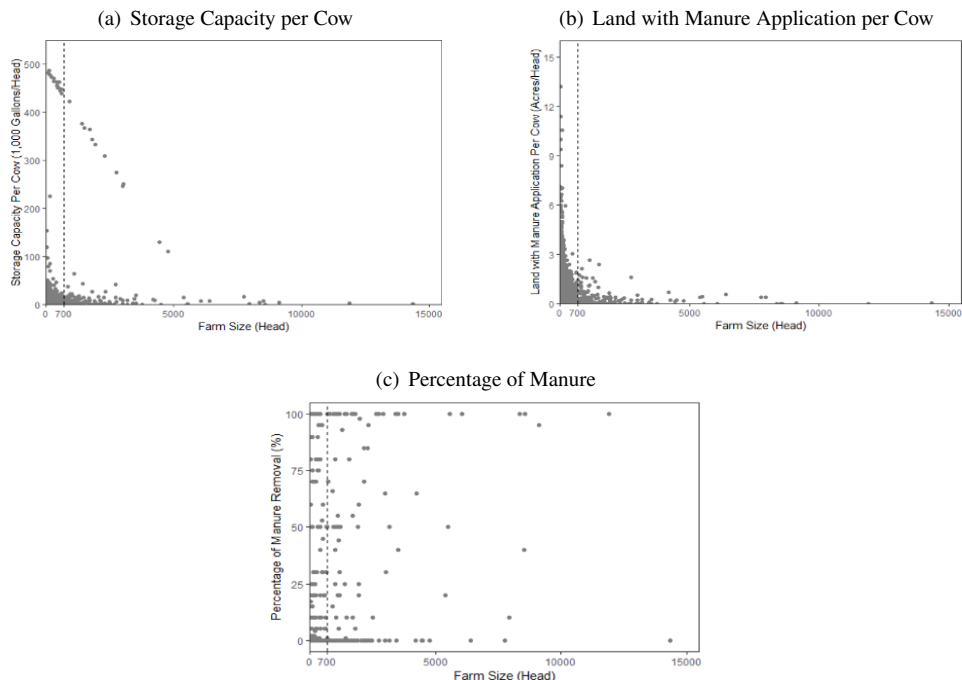 (a) Storage Capacity per Cow
Storage Capacity Per Cow (1,000 Gallons/Head)
500
400
300
200
100
0
0 700 5000 10000 15000
Farm Size (Head)
(b) Land with Manure Application per Cow
Land with Manure Application Per Cow (Acres/Head)
15
12
9
6
3
0
0 700 5000 10000 15000
Farm Size (Head)
(c) Percentage of Manure
Percentage of Manure Removal (%)
100
75
50
25
0
0 700 5000 10000 15000
Farm Size (Head)